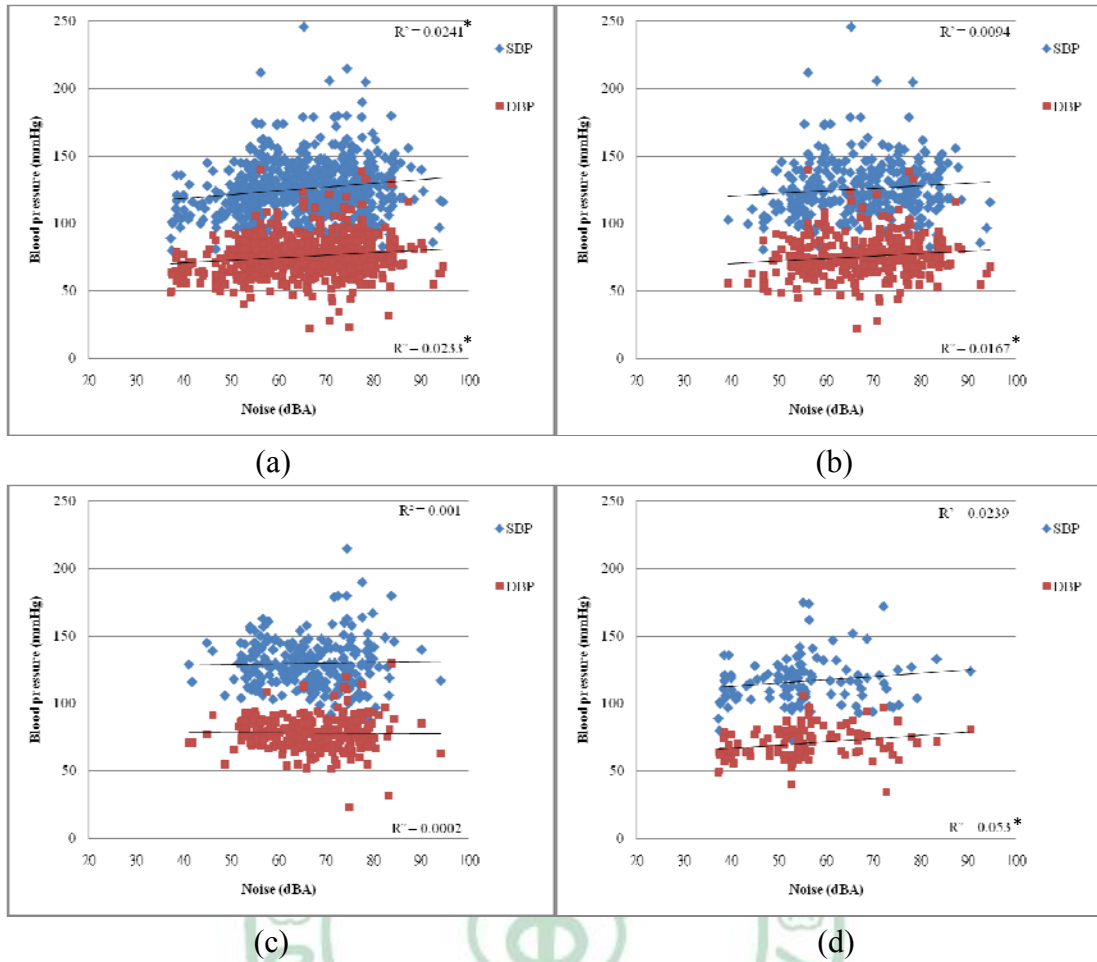 250
200
150
100
50
0
20 30 40 50 60 70 80 90 100
Blood pressure (mmHg)
Noise (dBA)
R² = 0.0241*
R² = 0.0233*
SBP
DBP
(a)
250
200
150
100
50
0
20 30 40 50 60 70 80 90 100
Blood pressure (mmHg)
Noise (dBA)
R² = 0.0094
R² = 0.0167*
SBP
DBP
(b)
250
200
150
100
50
0
20 30 40 50 60 70 80 90 100
Blood pressure (mmHg)
Noise (dBA)
R² = 0.001
R² = 0.0002
SBP
DBP
(c)
250
200
150
100
50
0
20 30 40 50 60 70 80 90 100
Blood pressure (mmHg)
Noise (dBA)
R² = 0.0239
R² = 0.053*
SBP
DBP
(d)